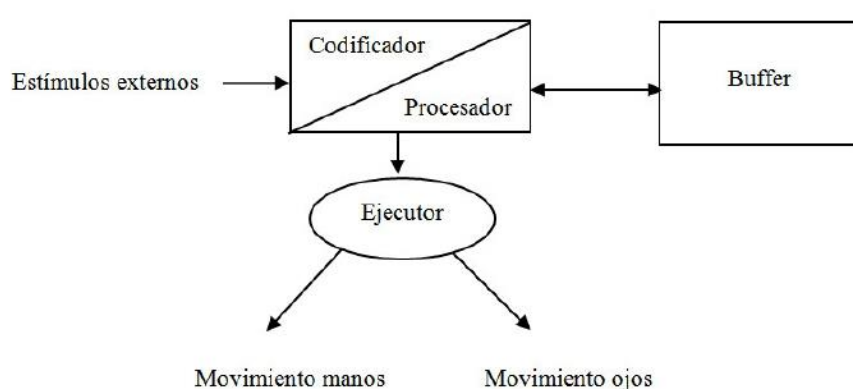 Codificador
Estímulos externos
Procesador
Buffer
Ejecutor
Movimiento manos
Movimiento ojos